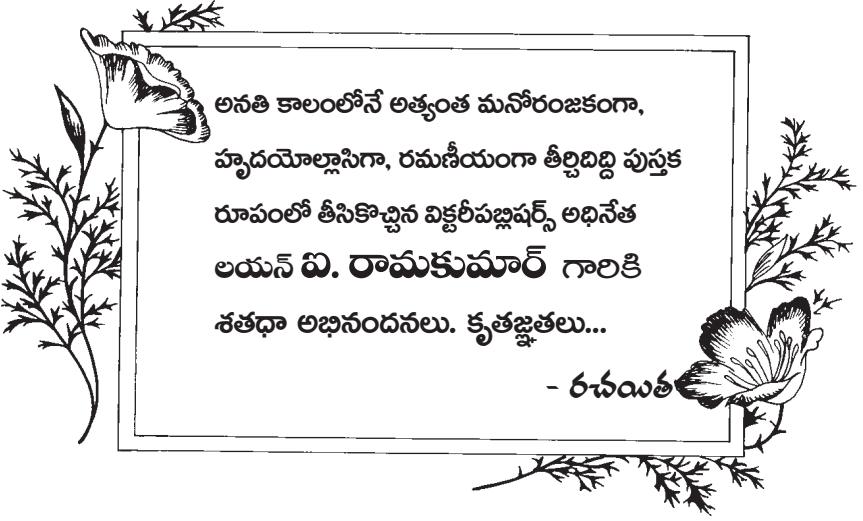 అనతి కాలంలోనే అత్యంత మనోరంజకంగా,
హృదయోల్లాసిగా, రమణీయంగా తీర్చిదిద్ది పుస్తక
రూపంలో తీసికొచ్చిన విక్టరీపబ్లిషర్స్ అధినేత
లయన్ ఐ. రామకుమార్ గారికి
శతధా అభినందనలు. కృతజ్ఞతలు...
- రచయిత